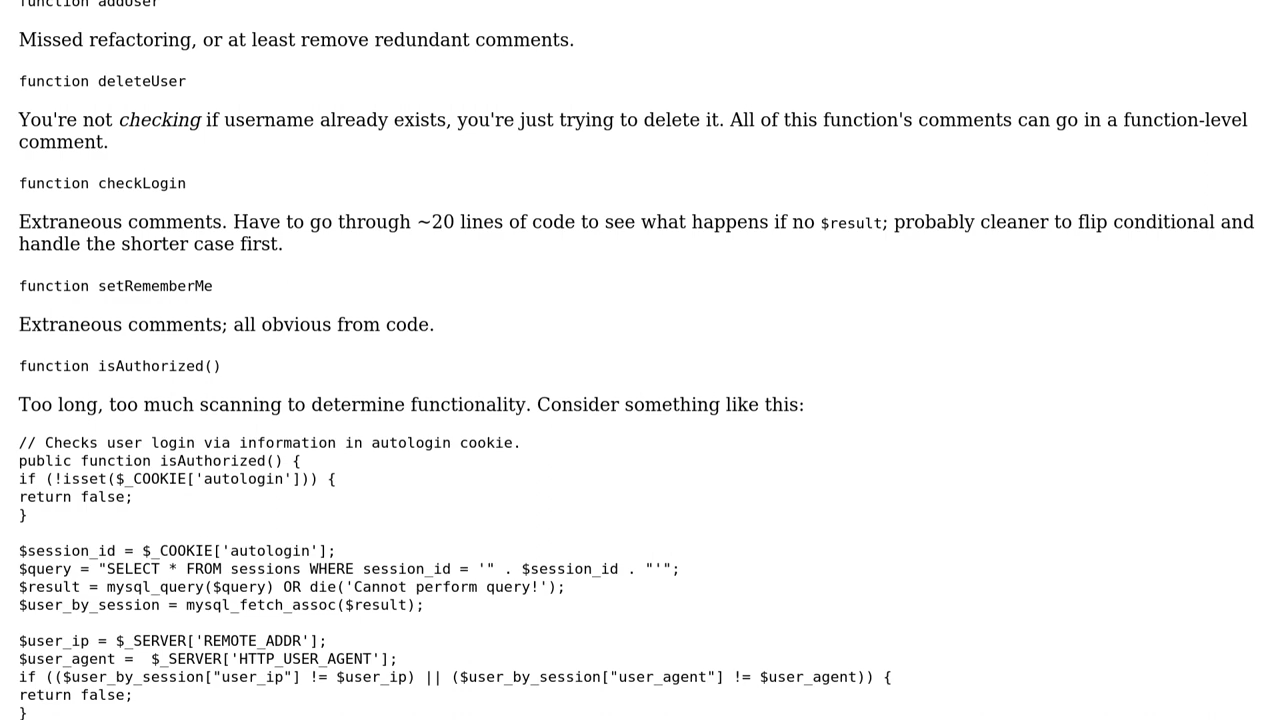 function adduser
Missed refactoring, or at least remove redundant comments.
function deleteUser
You're not checking if username already exists, you're just trying to delete it. All of this function's comments can go in a function-level
comment.
function checkLogin
Extraneous comments. Have to go through ~20 lines of code to see what happens if no $result; probably cleaner to flip conditional and
handle the shorter case first.
function setRememberMe
Extraneous comments; all obvious from code.
function isAuthorized()
Too long, too much scanning to determine functionality. Consider something like this:
// Checks user login via information in autologin cookie.
public function isAuthorized() {
if (!isset($_COOKIE['autologin'])) {
return false;
}
$session_id = $_COOKIE['autologin'];
$query = "SELECT * FROM sessions WHERE session_id = '" . $session_id . "'";
$result = mysql_query($query) OR die('Cannot perform query!');
$user_by_session = mysql_fetch_assoc($result);
$user_ip = $_SERVER['REMOTE_ADDR'];
$user_agent =  $_SERVER['HTTP_USER_AGENT'];
if (($user_by_session["user_ip"] != $user_ip) || ($user_by_session["user_agent"] != $user_agent)) {
return false;
}